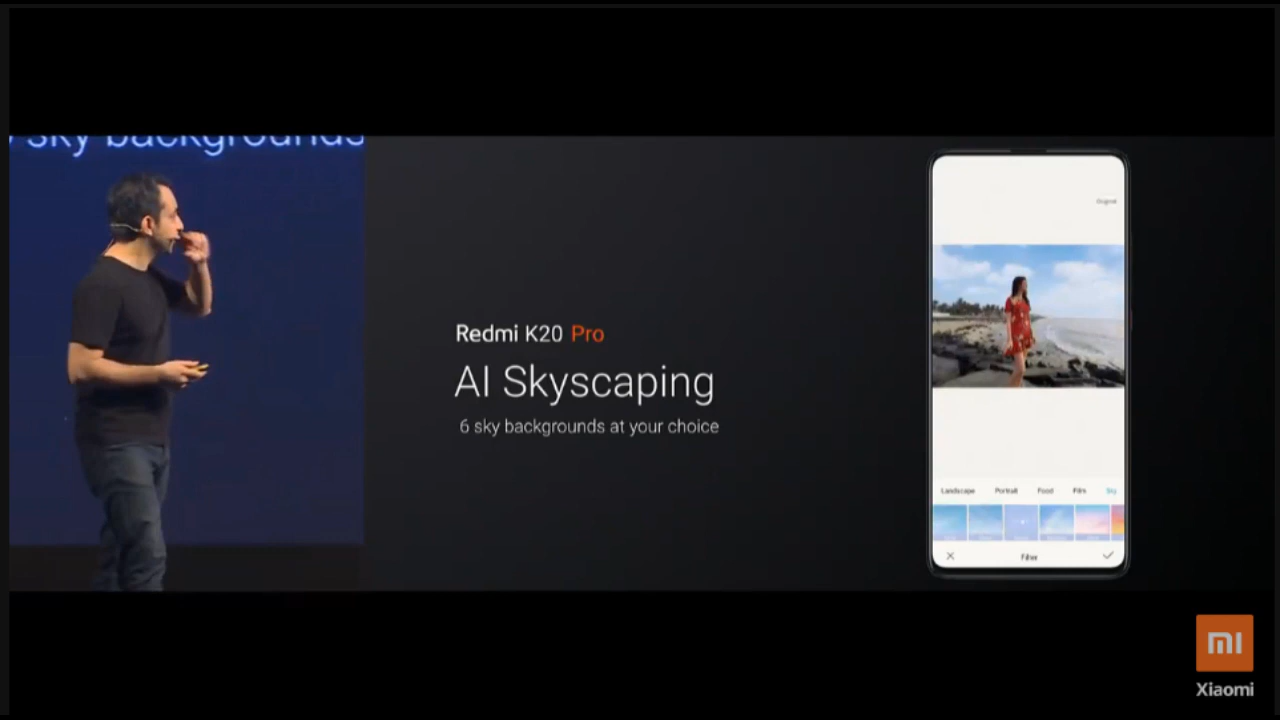 sky backgrounds
Redmi K20 Pro
AI Skyscaping
6 sky backgrounds at your choice
Original
Landscape Portrait Food Film Sky
Filter
mi
Xiaomi